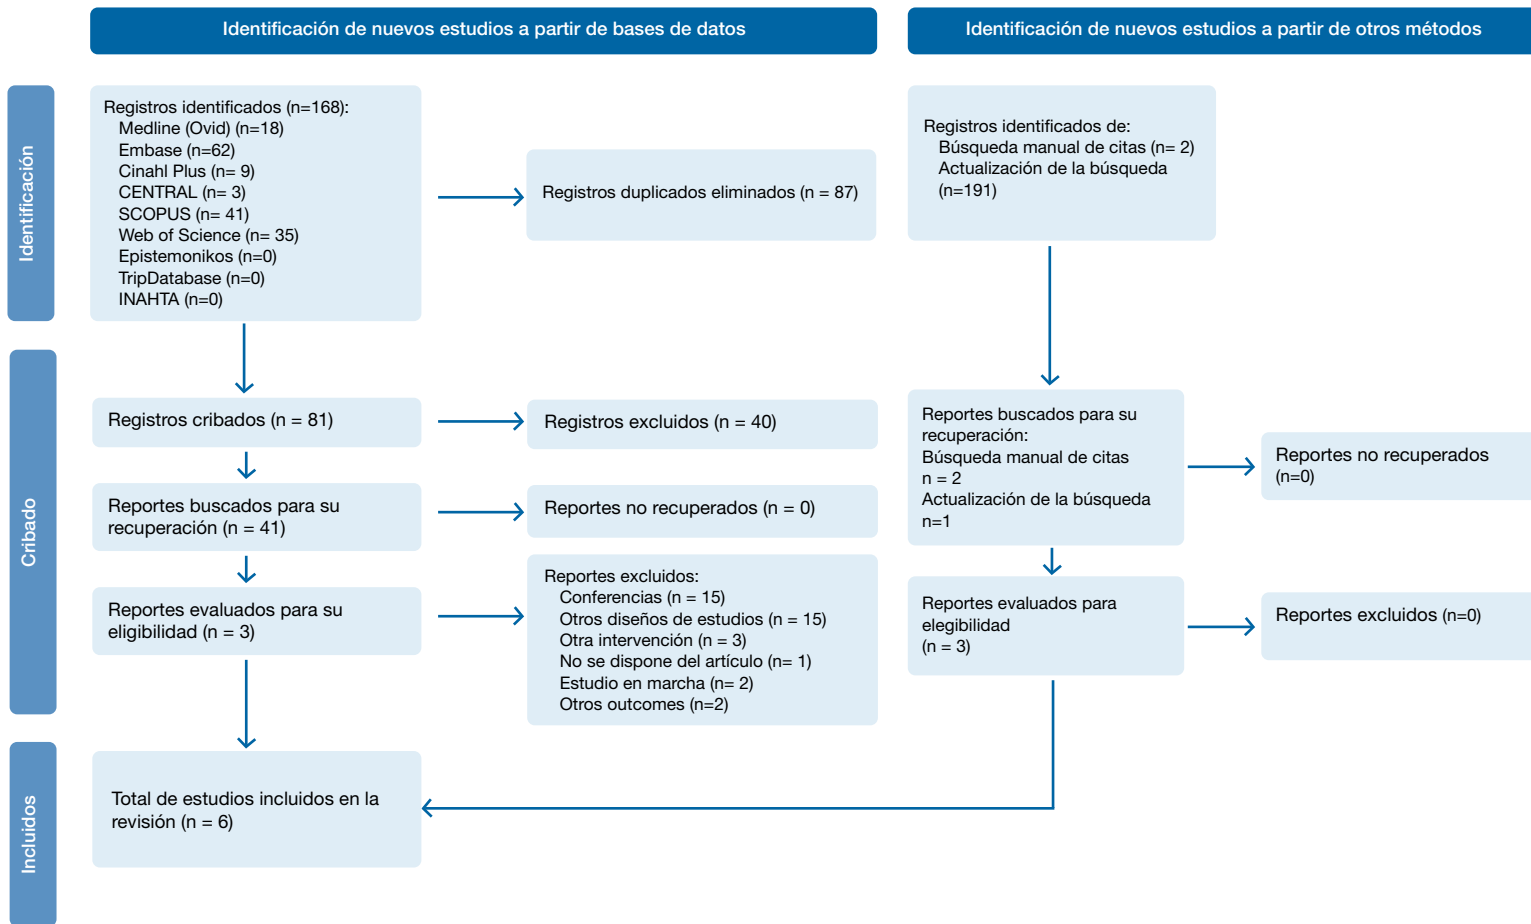 Identificación de nuevos estudios a partir de bases de datos
Identificación de nuevos estudios a partir de otros métodos
Identificación
Registros identificados (n=168):
Medline (Ovid) (n=18)
Embase (n=62)
Cinahl Plus (n= 9)
CENTRAL (n= 3)
SCOPUS (n= 41)
Web of Science (n= 35)
Epistemonikos (n=0)
TripDatabase (n=0)
INAHTA (n=0)
Registros duplicados eliminados (n = 87)
Registros identificados de:
Búsqueda manual de citas (n= 2)
Actualización de la búsqueda
(n=191)
Cribado
Registros cribados (n = 81)
Registros excluidos (n = 40)
Reportes buscados para su
recuperación (n = 41)
Reportes no recuperados (n = 0)
Reportes evaluados para su
eligibilidad (n = 3)
Reportes excluidos:
Conferencias (n = 15)
Otros diseños de estudios (n = 15)
Otra intervención (n = 3)
No se dispone del artículo (n= 1)
Estudio en marcha (n= 2)
Otros outcomes (n=2)
Reportes buscados para su
recuperación:
Búsqueda manual de citas
n = 2
Actualización de la búsqueda
n=1
Reportes no recuperados
(n=0)
Reportes evaluados para
elegibilidad
(n = 3)
Reportes excluidos (n=0)
Incluidos
Total de estudios incluidos en la
revisión (n = 6)